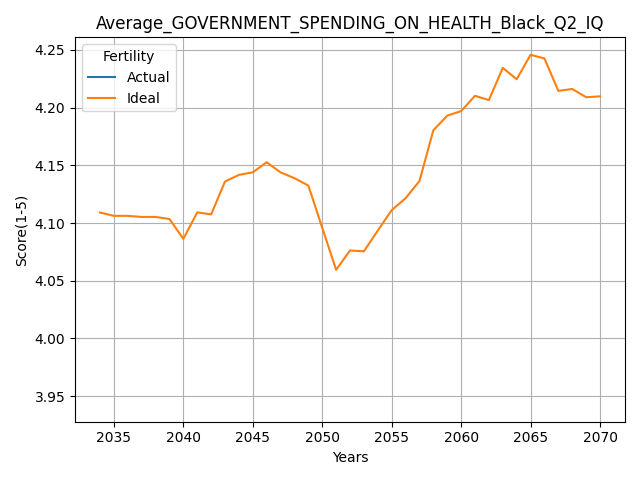 Average_GOVERNMENT_SPENDING_ON_HEALTH_Black_Q2_IQ
Fertility
Actual
Ideal
Score(1-5)
4.25
4.20
4.15
4.10
4.05
4.00
3.95
2035 2040 2045 2050 2055 2060 2065 2070
Years